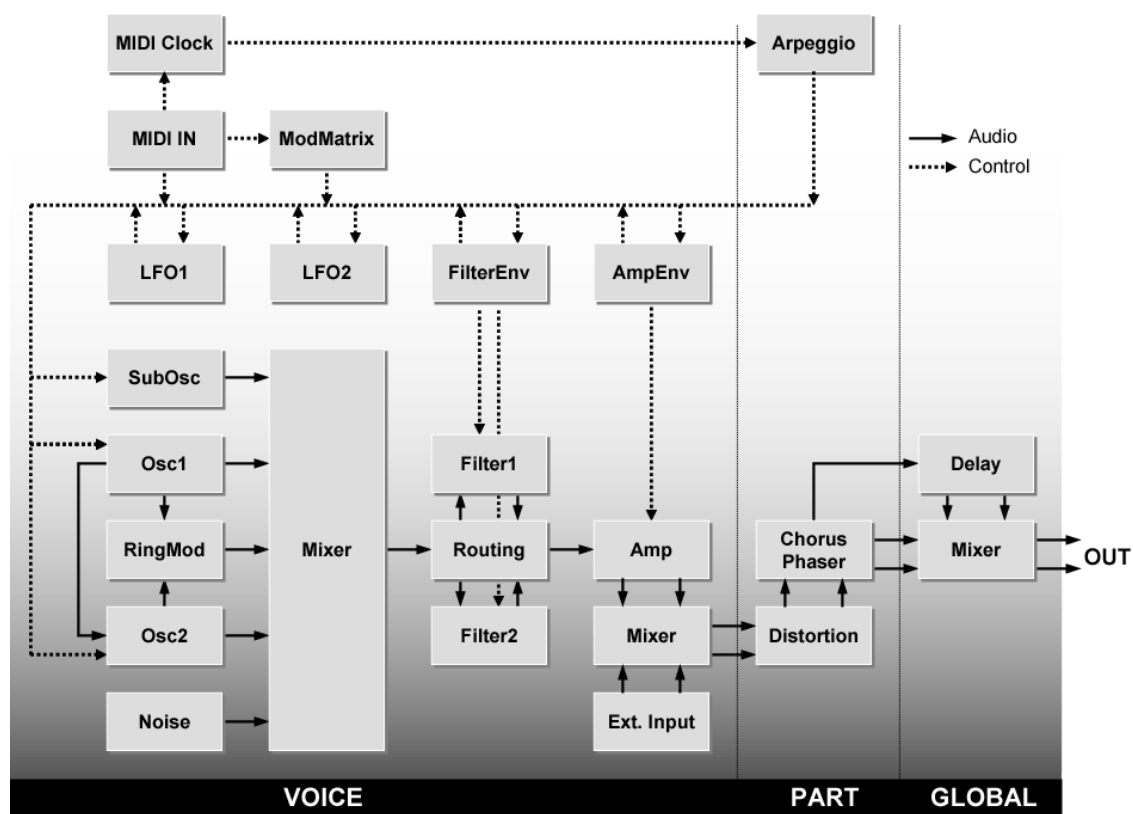 MIDI Clock
Arpeggio
MIDI IN
ModMatrix
Audio
Control
LFO1
LFO2
FilterEnv
AmpEnv
SubOsc
Osc1
Filter1
Delay
RingMod
Mixer
Routing
Amp
Chorus
Phaser
Mixer
OUT
Osc2
Filter2
Mixer
Distortion
Noise
Ext. Input
VOICE
PART
GLOBAL